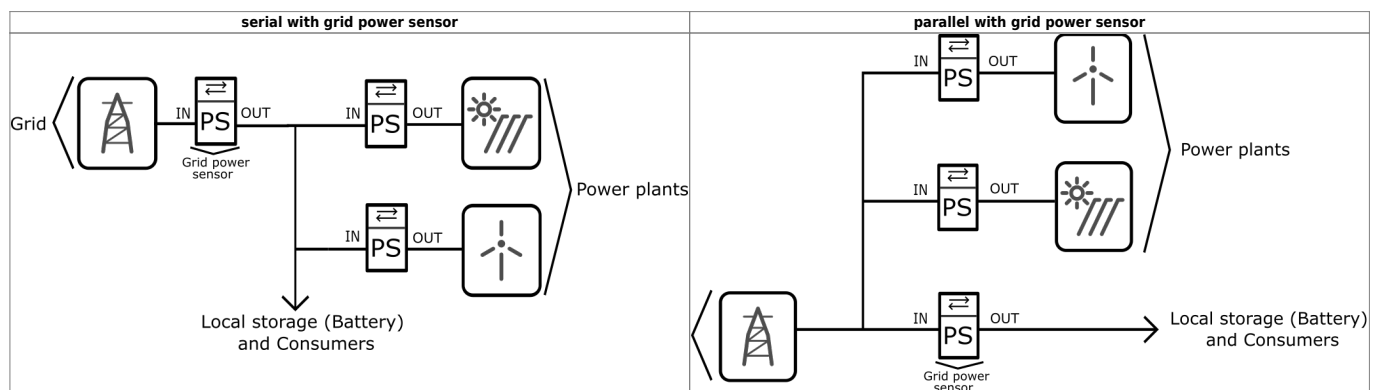 serial with grid power sensor
Grid
IN
PS
OUT
Grid power
sensor
IN
PS
OUT
IN
PS
OUT
Power plants
Local storage (Battery)
and Consumers
parallel with grid power sensor
IN
PS
OUT
IN
PS
OUT
Power plants
IN
PS
OUT
Grid power
sensor
Local storage (Battery)
and Consumers